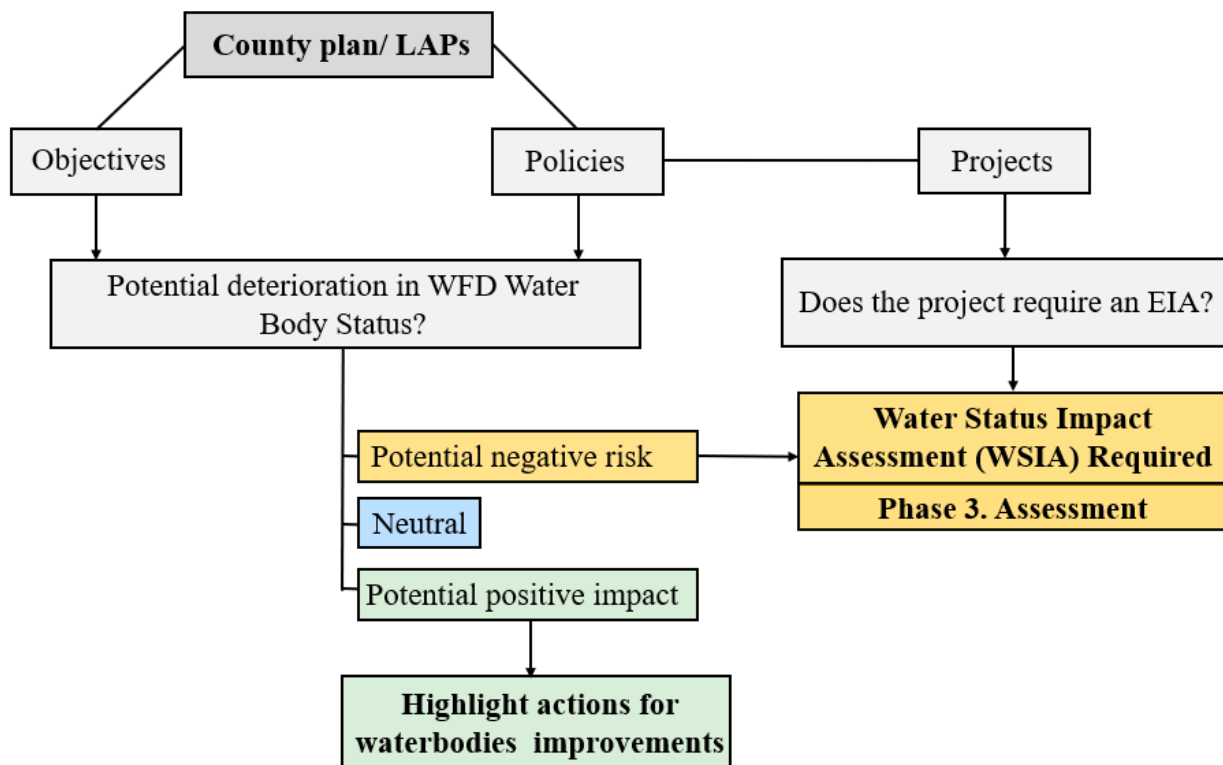 County plan/ LAPs
Objectives
Policies
Projects
Potential deterioration in WFD Water
Body Status?
Does the project require an EIA?
Potential negative risk
Water Status Impact
Assessment (WSIA) Required
Phase 3. Assessment
Neutral
Potential positive impact
Highlight actions for
waterbodies improvements